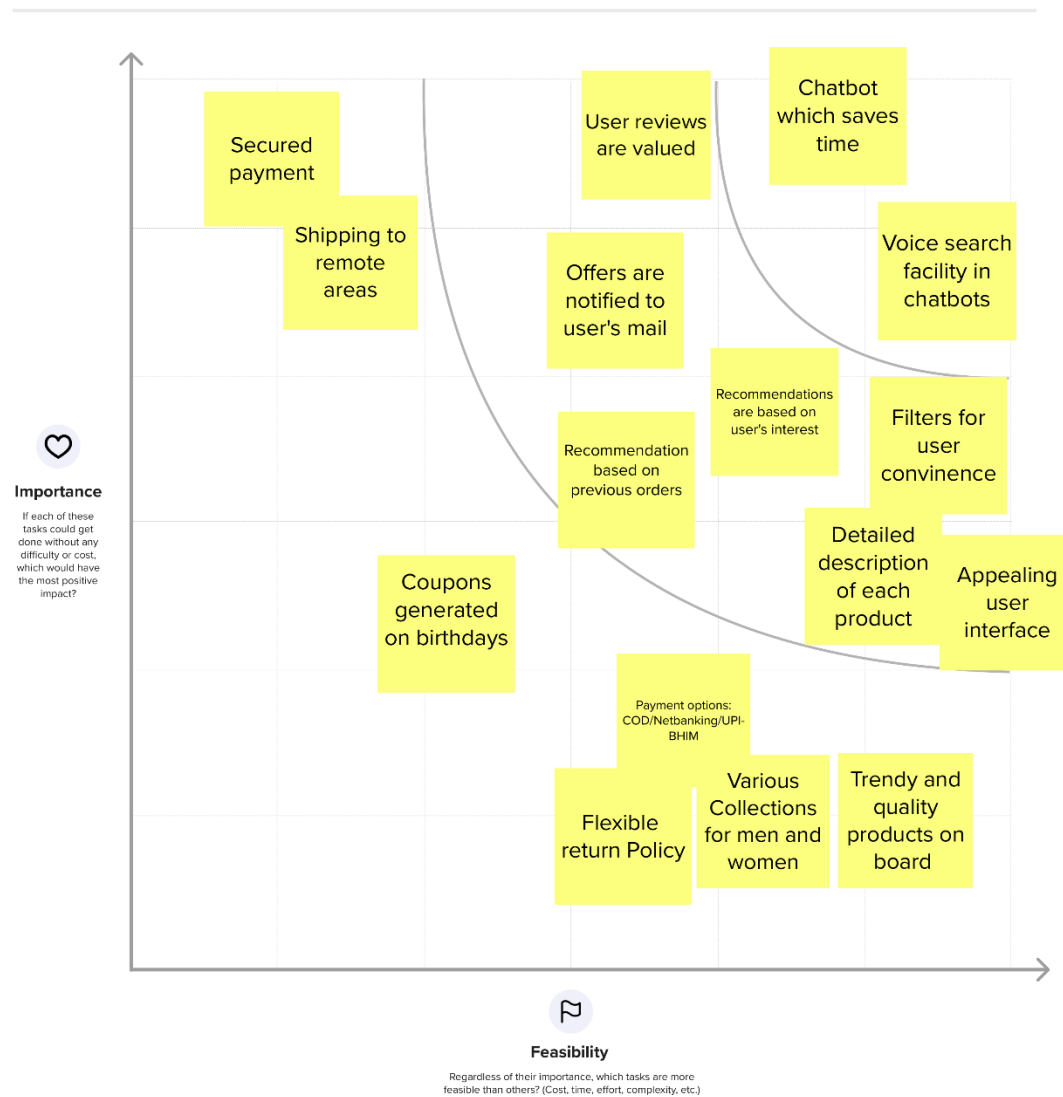 Chatbot
which saves
time
User reviews
are valued
Secured
payment
Shipping to
remote
areas
Voice search
facility in
chatbots
Offers are
notified to
user's mail
Recommendations
are based on
user's interest
Filters for
user
convinence
Recommendation
based on
previous orders
Importance
If each of these
tasks could get
done without any
difficulty or cost,
which would have
the most positive
impact?
Detailed
description
of each
product
Appealing
user
interface
Coupons
generated
on birthdays
Payment options:
COD/Netbanking/UPI-
BHIM
Flexible
return Policy
Various
Collections
for men and
women
Trendy and
quality
products on
board
Feasibility
Regardless of their importance, which tasks are more
feasible than others? (Cost, time, effort, complexity, etc.)